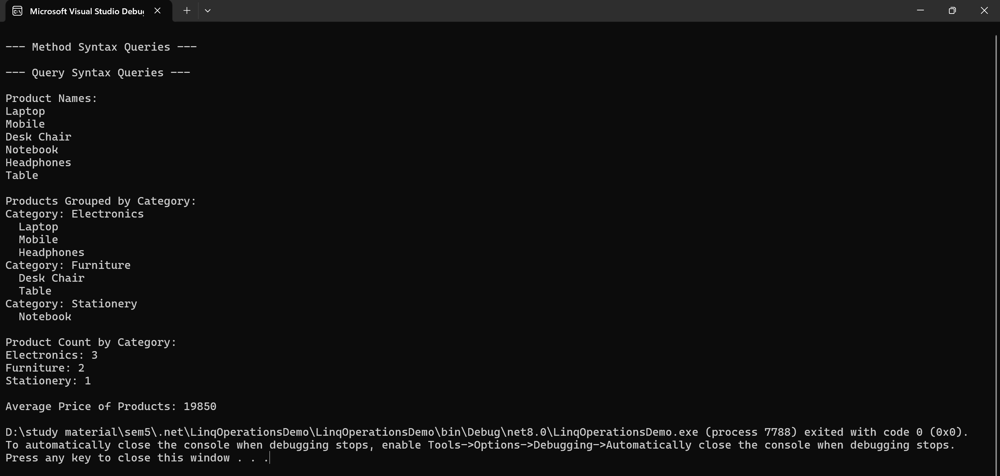 Microsoft Visual Studio Debu
--- Method Syntax Queries ---
--- Query Syntax Queries ---
Product Names:
Laptop
Mobile
Desk Chair
Notebook
Headphones
Table
Products Grouped by Category:
Category: Electronics
  Laptop
  Mobile
  Headphones
Category: Furniture
  Desk Chair
  Table
Category: Stationery
  Notebook
Product Count by Category:
Electronics: 3
Furniture: 2
Stationery: 1
Average Price of Products: 19850
D:\study material\sem5\.net\LinqOperationsDemo\LinqOperationsDemo\bin\Debug\net8.0\LinqOperationsDemo.exe (process 7788) exited with code 0 (0x0).
To automatically close the console when debugging stops, enable Tools->Options->Debugging->Automatically close the console when debugging stops.
Press any key to close this window . . .